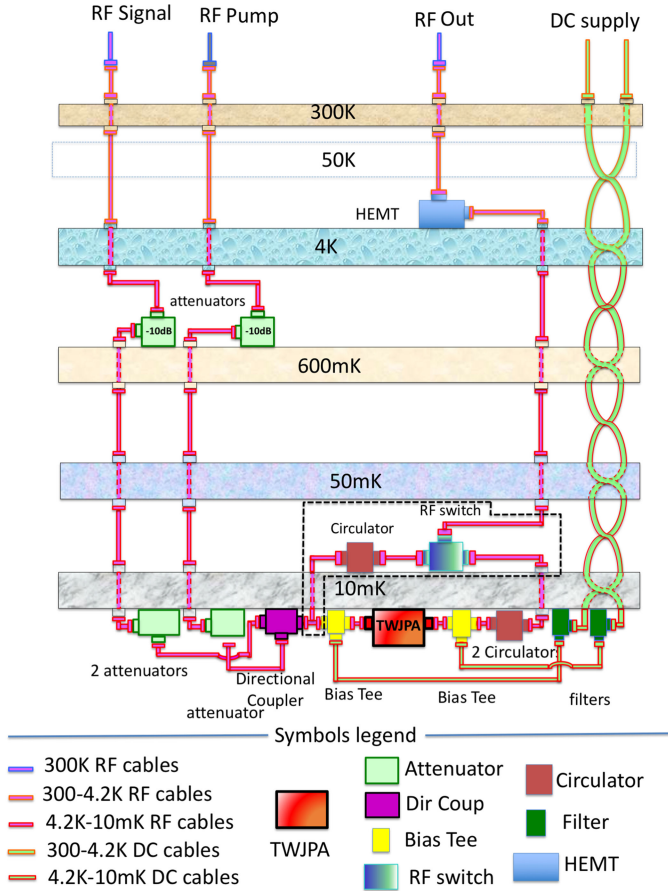 RF Signal
RF Pump
RF Out
DC supply
300K
50K
HEMT
4K
attenuators
-10dB
-10dB
600mK
50mK
RF switch
Circulator
10mK
TWJPA
2 attenuators
Directional
Coupler
attenuator
Bias Tee
Bias Tee
2 Circulators
filters
Symbols legend
300K RF cables
300-4.2K RF cables
4.2K-10mK RF cables
300-4.2K DC cables
4.2K-10mK DC cables
TWJPA
Attenuator
Dir Coup
Bias Tee
RF switch
Circulator
Filter
HEMT